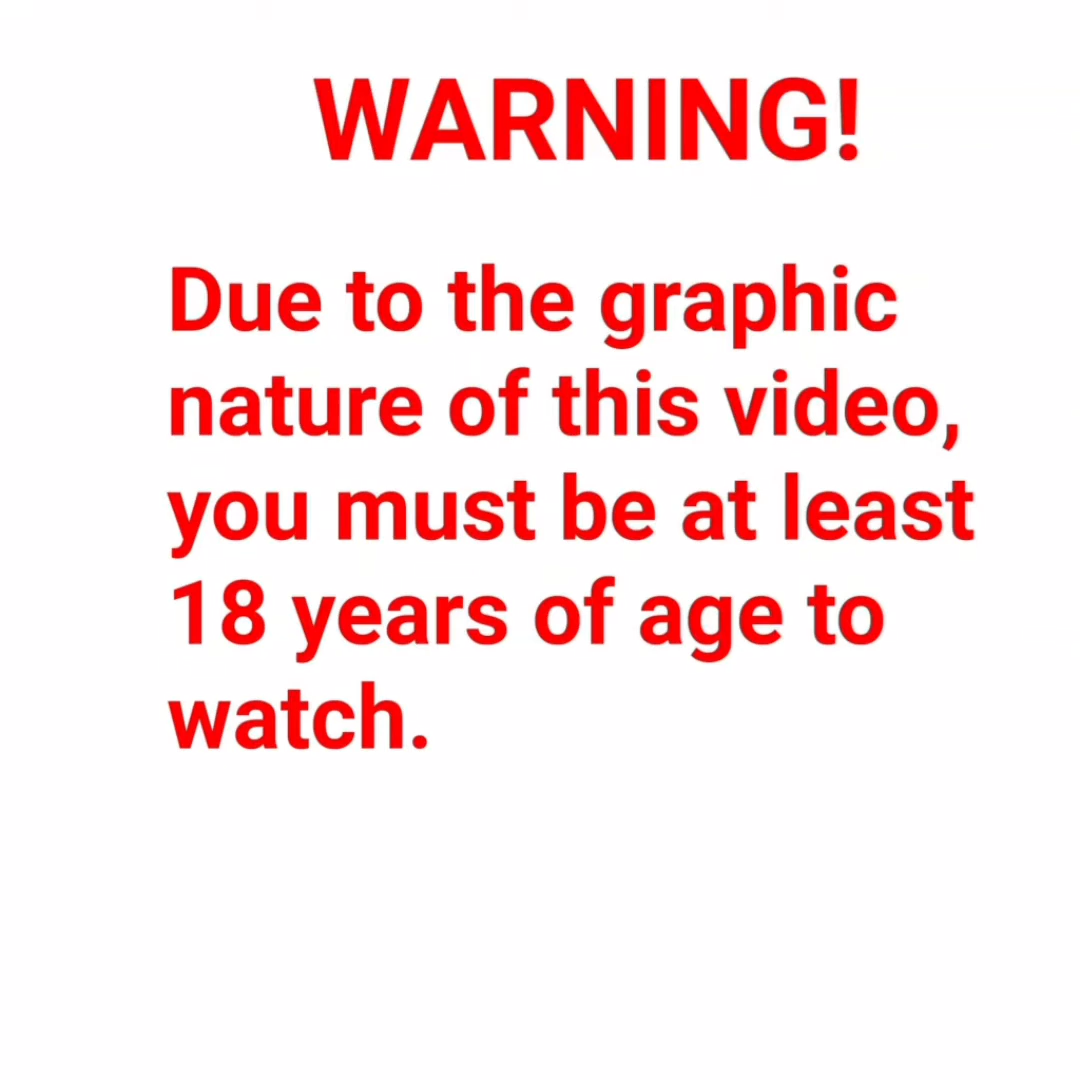 WARNING!
Due to the graphic
nature of this video,
you must be at least
18 years of age to
watch.